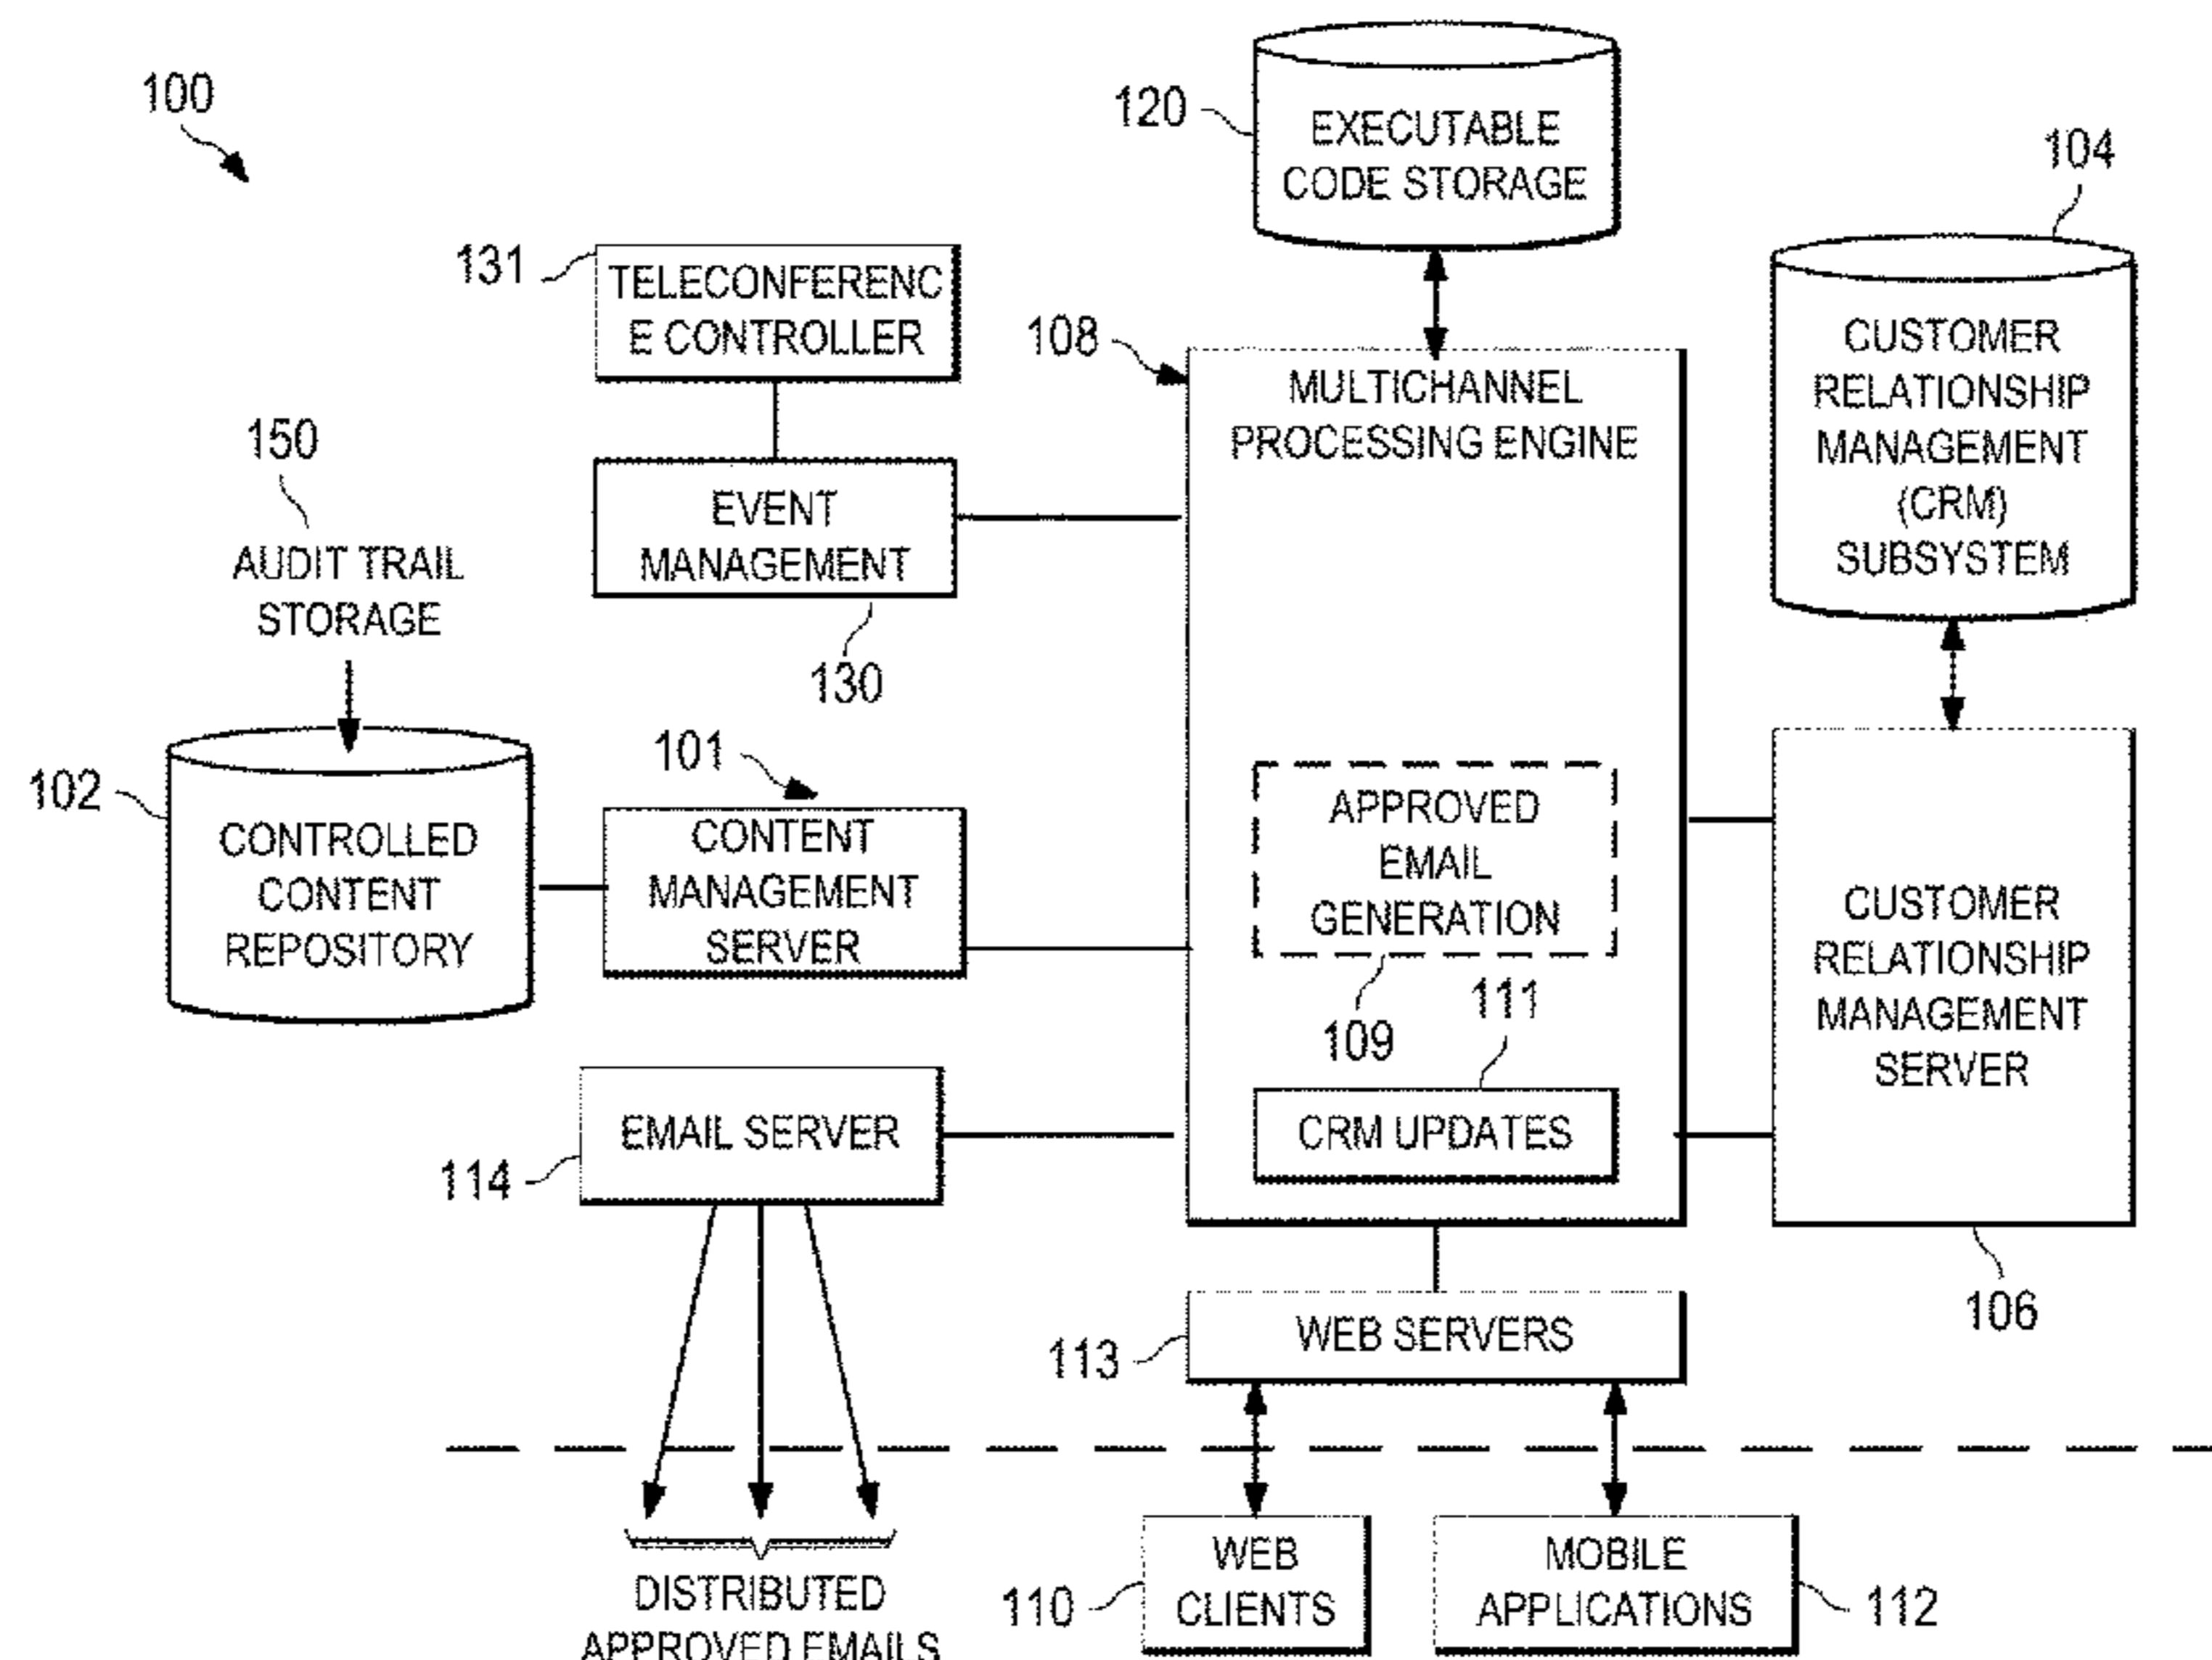 100
120
EXECUTABLE
CODE STORAGE
104
131
TELECONFERENC
E CONTROLLER
108
MULTICHANNEL
PROCESSING ENGINE
CUSTOMER
RELATIONSHIP
MANAGEMENT
(CRM)
SUBSYSTEM
150
AUDIT TRAIL
STORAGE
EVENT
MANAGEMENT
130
102
CONTROLLED
CONTENT
REPOSITORY
101
CONTENT
MANAGEMENT
SERVER
APPROVED
EMAIL
GENERATION
109
111
CRM UPDATES
CUSTOMER
RELATIONSHIP
MANAGEMENT
SERVER
106
EMAIL SERVER
114
WEB SERVERS
113
DISTRIBUTED
APPROVED EMAILS
WEB
CLIENTS
110
MOBILE
APPLICATIONS
112